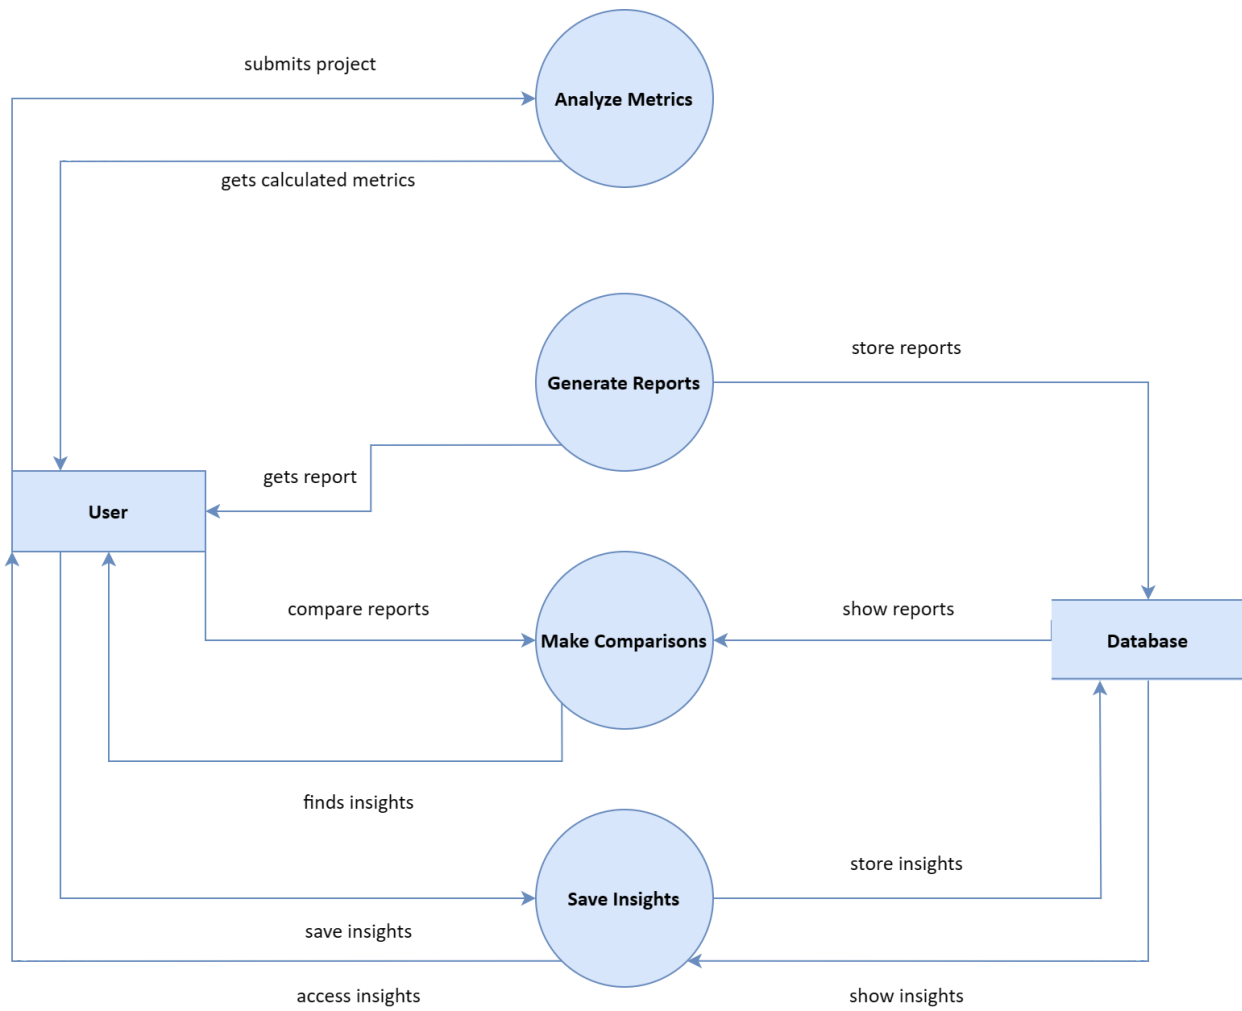 submits project
Analyze Metrics
gets calculated metrics
store reports
Generate Reports
gets report
User
compare reports
show reports
Make Comparisons
Database
finds insights
store insights
Save Insights
save insights
access insights
show insights